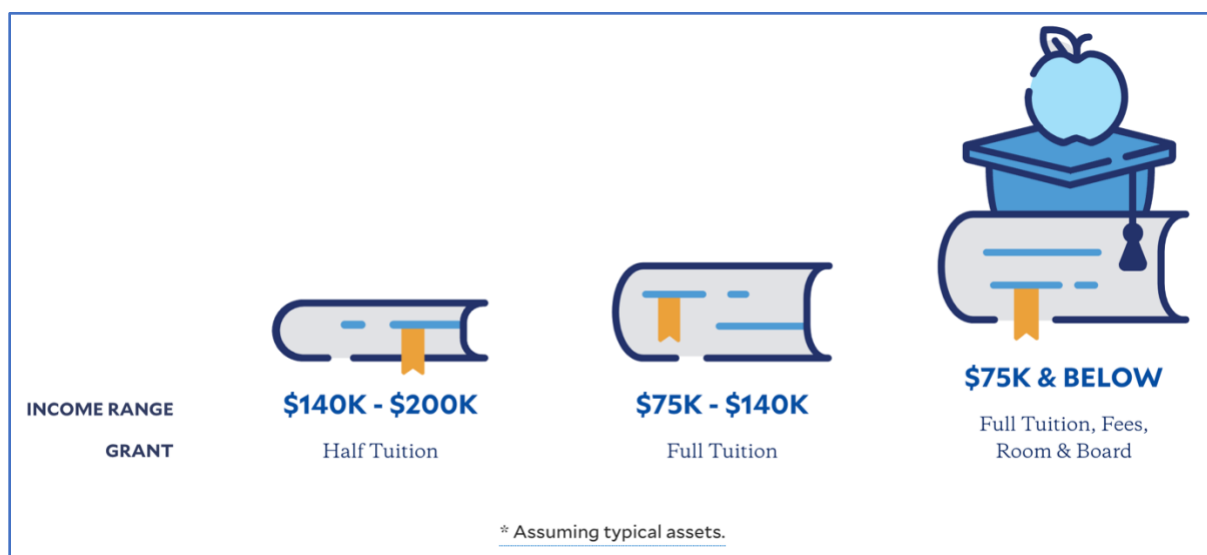 INCOME RANGE $140K - $200K $75K - $140K $75K & BELOW
GRANT Half Tuition Full Tuition Full Tuition, Fees,
Room & Board
* Assuming typical assets.